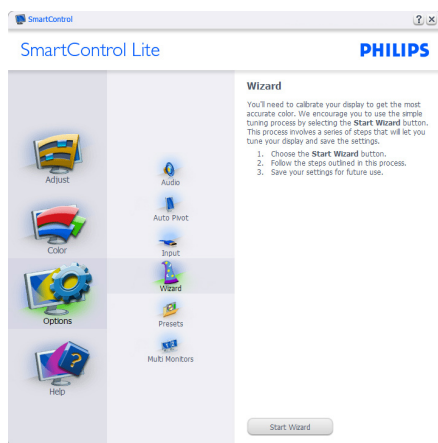 SmartControl
? ×
SmartControl Lite
PHILIPS
Adjust
Color
Options
Help
Audio
Auto Pivot
Input
Wizard
Presets
Multi Monitors
Wizard
You'll need to calibrate your display to get the most
accurate color. We encourage you to use the simple
tuning process by selecting the Start Wizard button.
This process involves a series of steps that will let you
tune your display and save the settings.
1. Choose the Start Wizard button.
2. Follow the steps outlined in this process.
3. Save your settings for future use.
Start Wizard